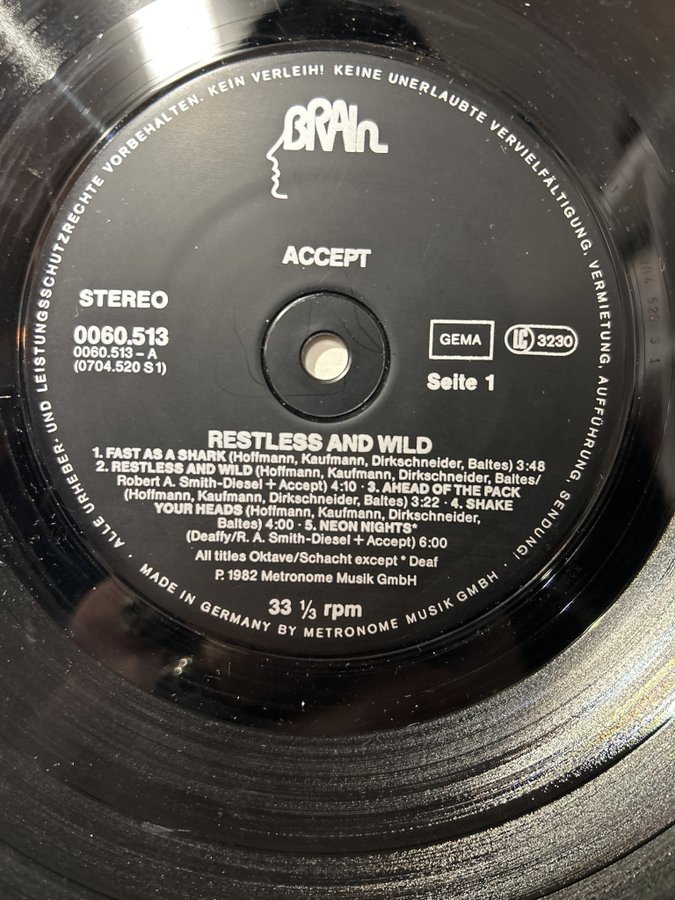 BRAIN
ACCEPT
STEREO
0060.513
0060.513-A
(0704.520 S1)
GEMA
LC 3230
Seite 1
RESTLESS AND WILD
1. FAST AS A SHARK (Hoffmann, Kaufmann, Dirkschneider, Baltes) 3:48
2. RESTLESS AND WILD (Hoffmann, Kaufmann, Dirkschneider, Baltes/
Robert A. Smith-Diesel + Accept) 4:10 · 3. AHEAD OF THE PACK
(Hoffmann, Kaufmann, Dirkschneider, Baltes) 3:22 · 4. SHAKE
YOUR HEADS (Hoffmann, Kaufmann, Dirkschneider,
Baltes) 4:00 · 5. NEON NIGHTS*
(Deaffy/R. A. Smith-Diesel + Accept) 6:00
All titles Oktave/Schacht except * Deaf
P. 1982 Metronome Musik GmbH
33 ⅓ rpm
· ALLE URHEBER- UND LEISTUNGSSCHUTZRECHTE VORBEHALTEN. KEIN VERLEIH! KEINE UNERLAUBTE VERVIELFÄLTIGUNG, VERMIETUNG, AUFFÜHRUNG, SENDUNG! ·
MADE IN GERMANY BY METRONOME MUSIK GMBH